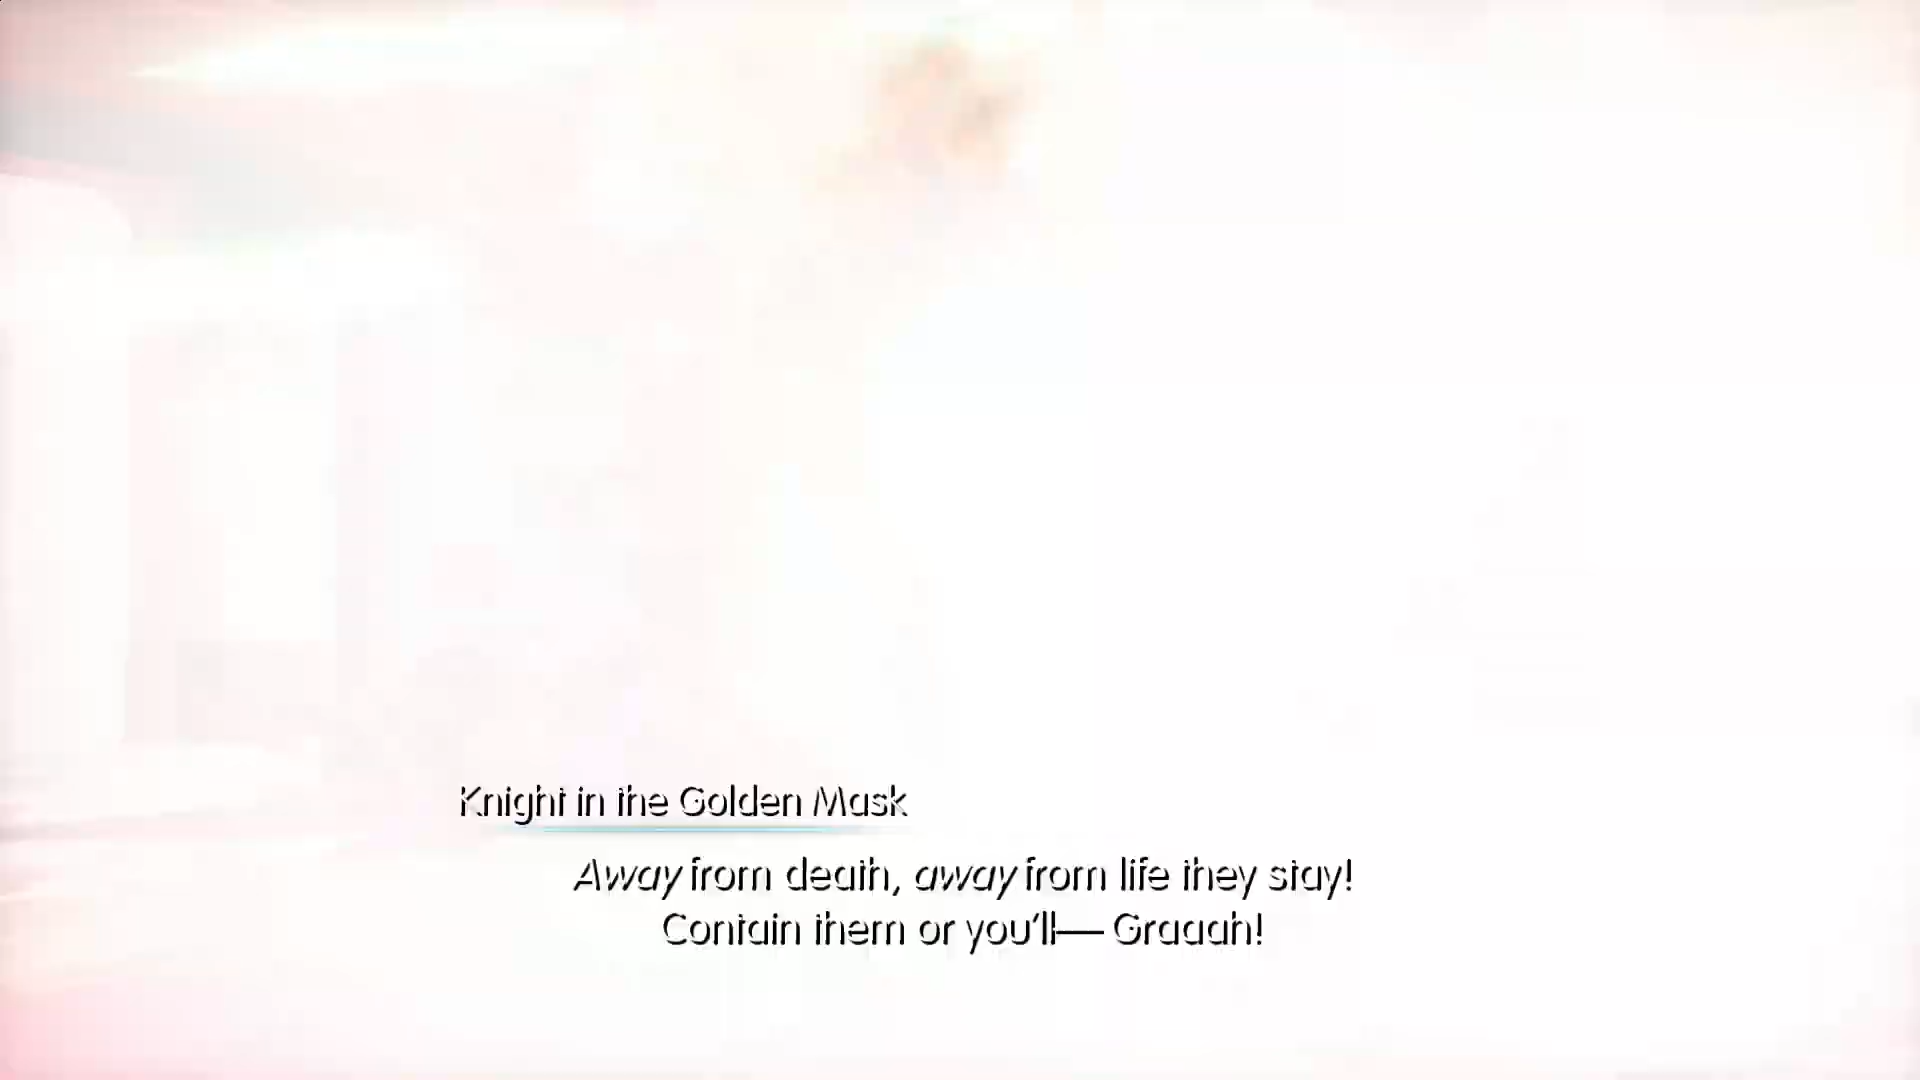 Knight in the Golden Mask
Away from death, away from life they stay!
Contain them or you'll— Graaah!